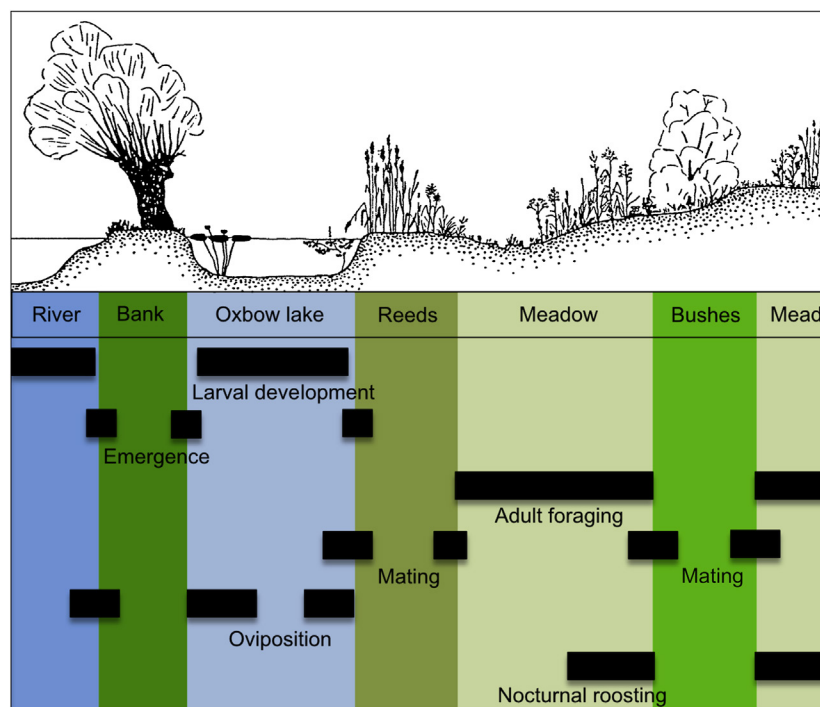 River Bank Oxbow lake Reeds Meadow Bushes Mead
Larval development
Emergence
Adult foraging
Mating Mating
Oviposition
Nocturnal roosting